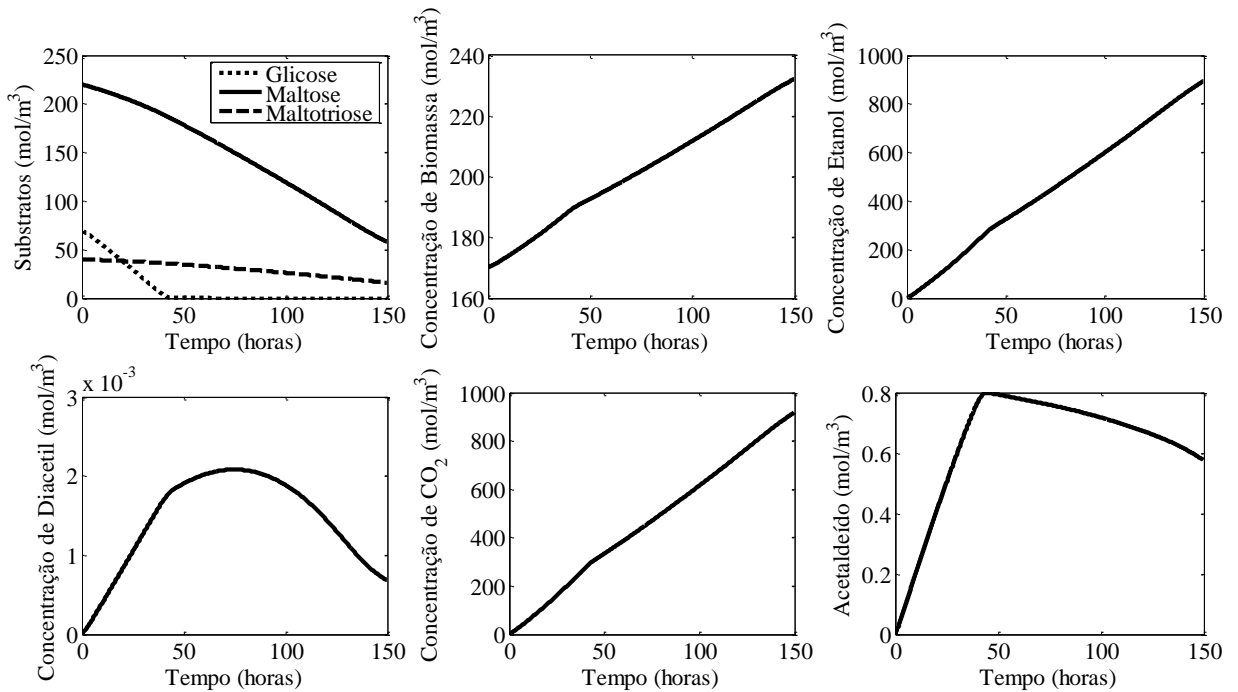 Substratos (mol/m³)
250
200
150
100
50
0
Glicose
Maltose
Maltotriose
0 50 100 150
Tempo (horas)
Concentração de Biomassa (mol/m³)
240
220
200
180
160
0 50 100 150
Tempo (horas)
Concentração de Etanol (mol/m³)
1000
800
600
400
200
0
0 50 100 150
Tempo (horas)
Concentração de Diacetil (mol/m³)
x 10⁻³
3
2
1
0
0 50 100 150
Tempo (horas)
Concentração de CO₂ (mol/m³)
1000
800
600
400
200
0
0 50 100 150
Tempo (horas)
Acetaldeído (mol/m³)
0.8
0.6
0.4
0.2
0
0 50 100 150
Tempo (horas)